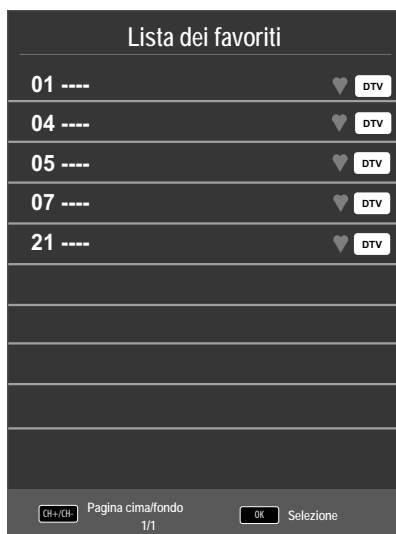 Lista dei favoriti
01 ---- DTV
04 ---- DTV
05 ---- DTV
07 ---- DTV
21 ---- DTV
CH+/CH- Pagina cima/fondo OK Selezione
1/1